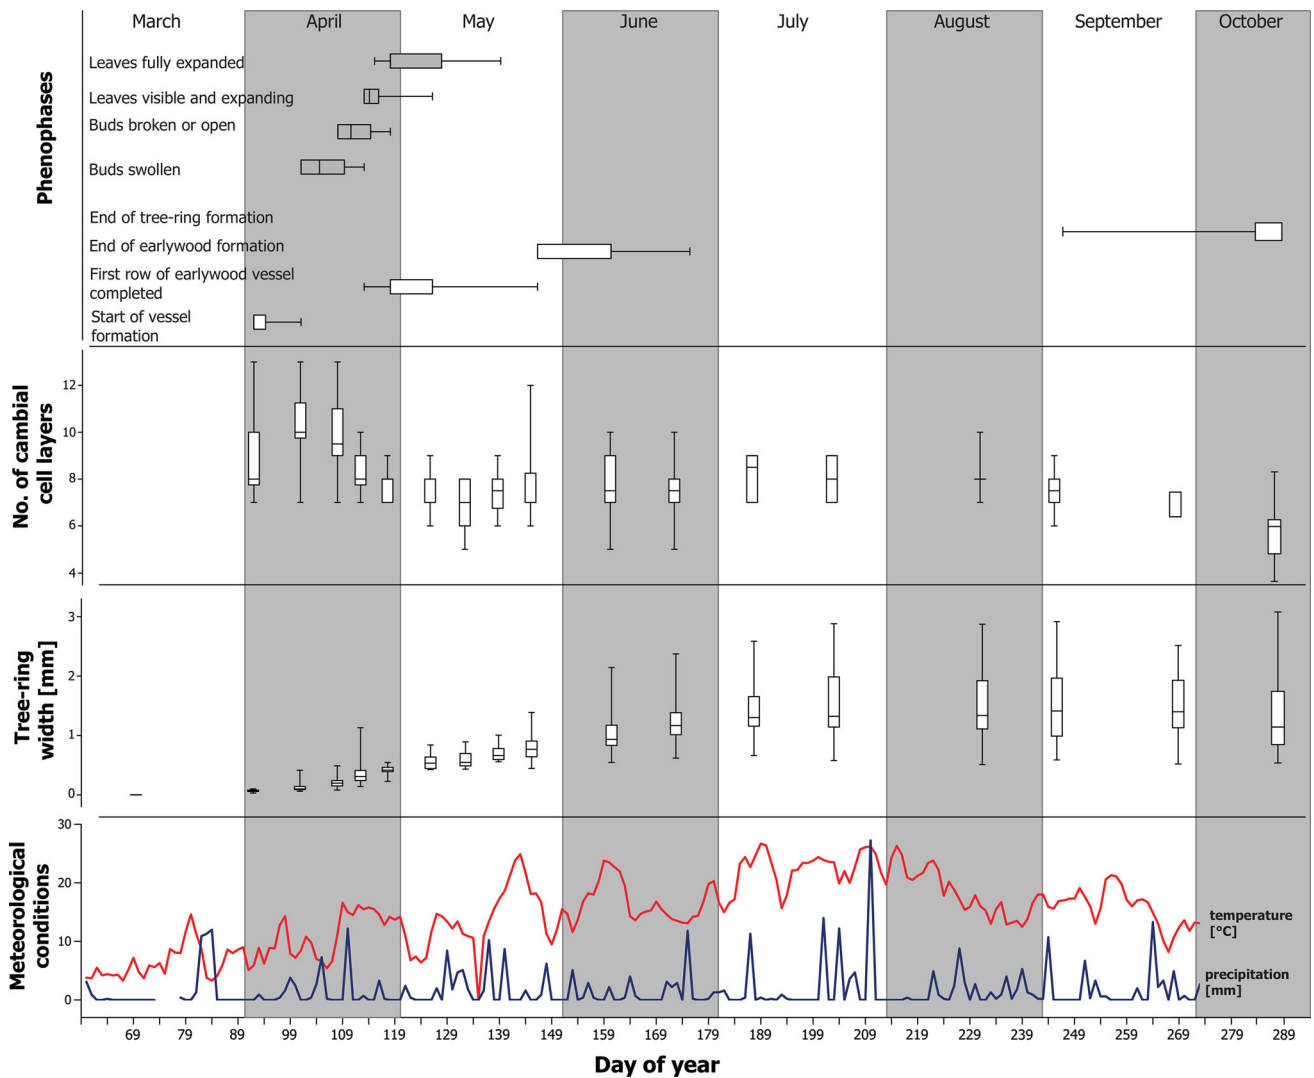 March April May June July August September October
Phenophases
Leaves fully expanded
Leaves visible and expanding
Buds broken or open
Buds swollen
End of tree-ring formation
End of earlywood formation
First row of earlywood vessel
completed
Start of vessel
formation
No. of cambial
cell layers
12
10
8
6
4
Tree-ring
width [mm]
3
2
1
0
Meteorological
conditions
30
20
10
0
temperature
[°C]
precipitation
[mm]
69 79 89 99 109 119 129 139 149 159 169 179 189 199 209 219 229 239 249 259 269 279 289
Day of year